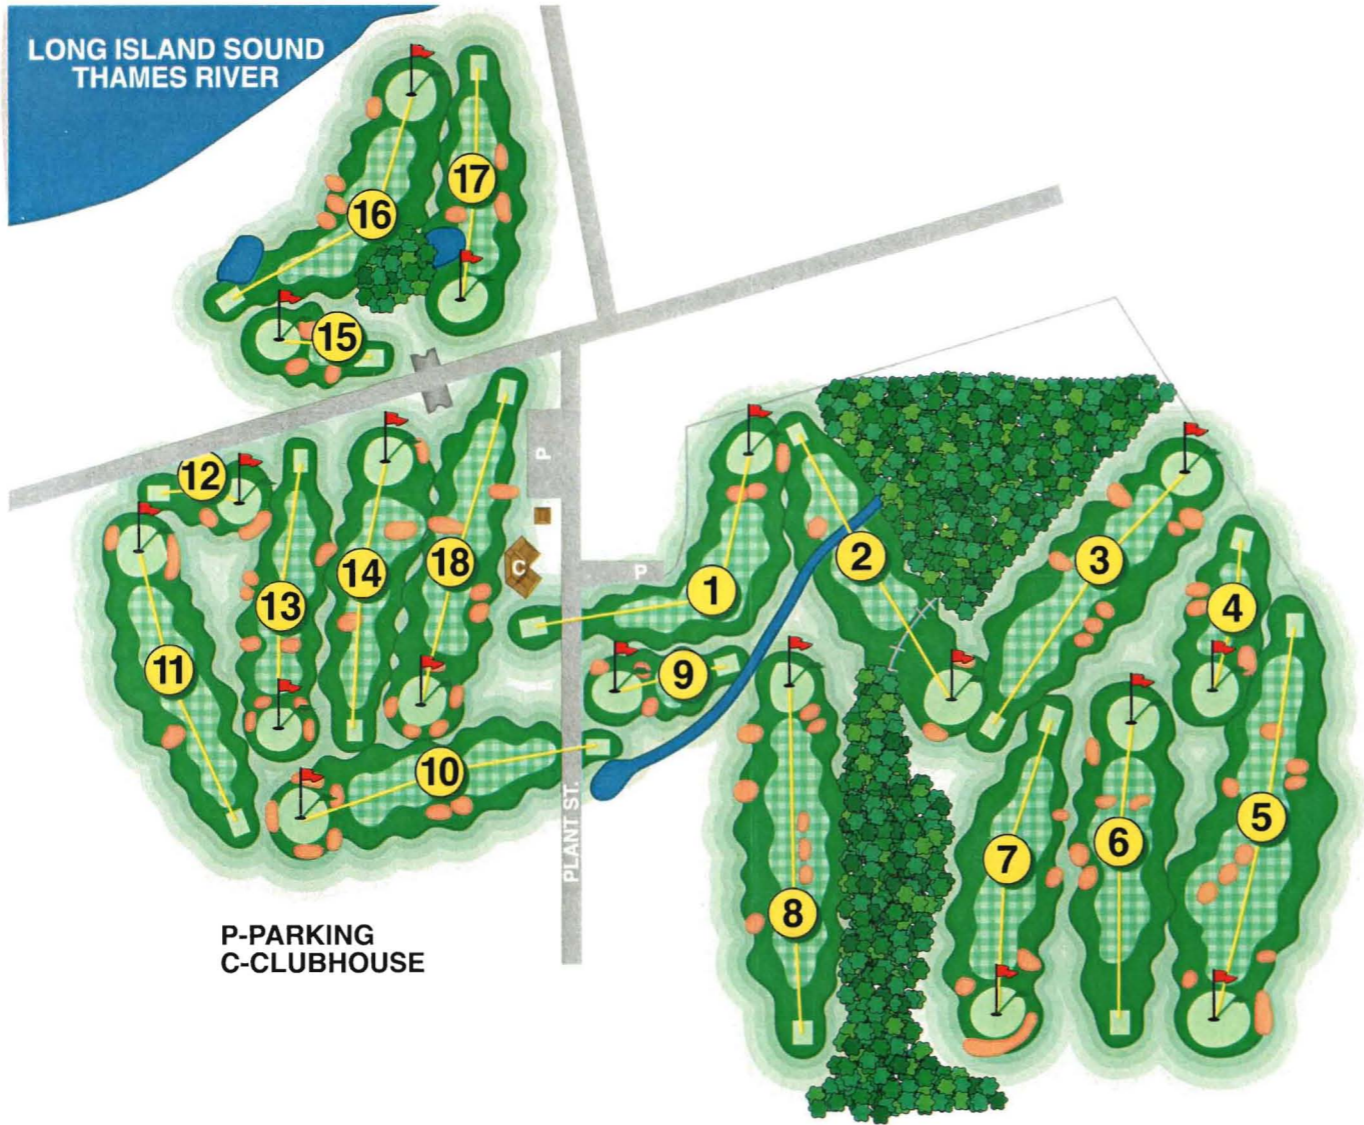 LONG ISLAND SOUND
THAMES RIVER
16
17
15
12
P
14
18
13
C
P
1
2
3
4
11
9
10
PLANT ST.
5
6
7
8
P-PARKING
C-CLUBHOUSE